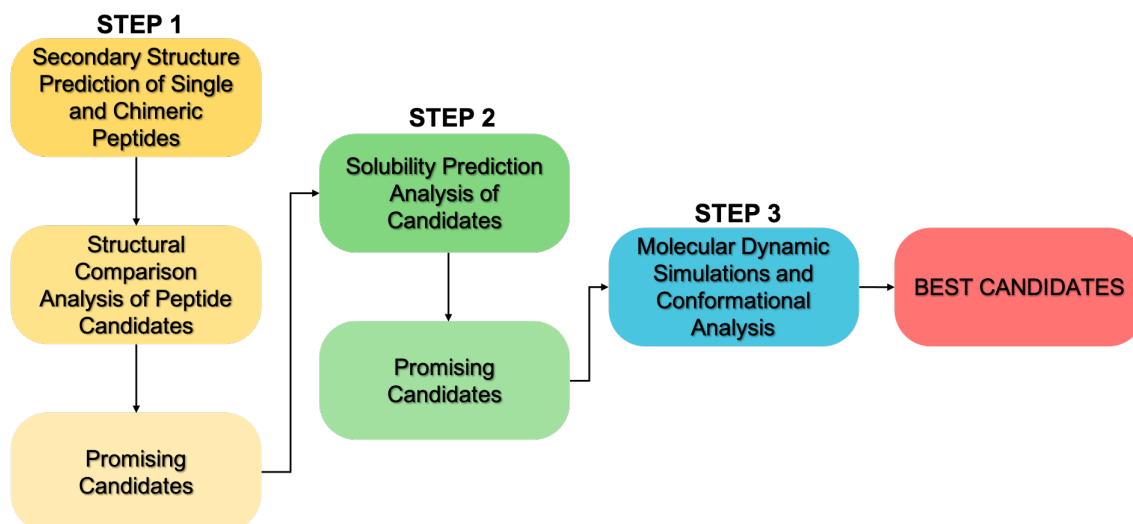 STEP 1
Secondary Structure
Prediction of Single
and Chimeric
Peptides
Structural
Comparison
Analysis of Peptide
Candidates
Promising
Candidates
STEP 2
Solubility Prediction
Analysis of
Candidates
Promising
Candidates
STEP 3
Molecular Dynamic
Simulations and
Conformational
Analysis
BEST CANDIDATES